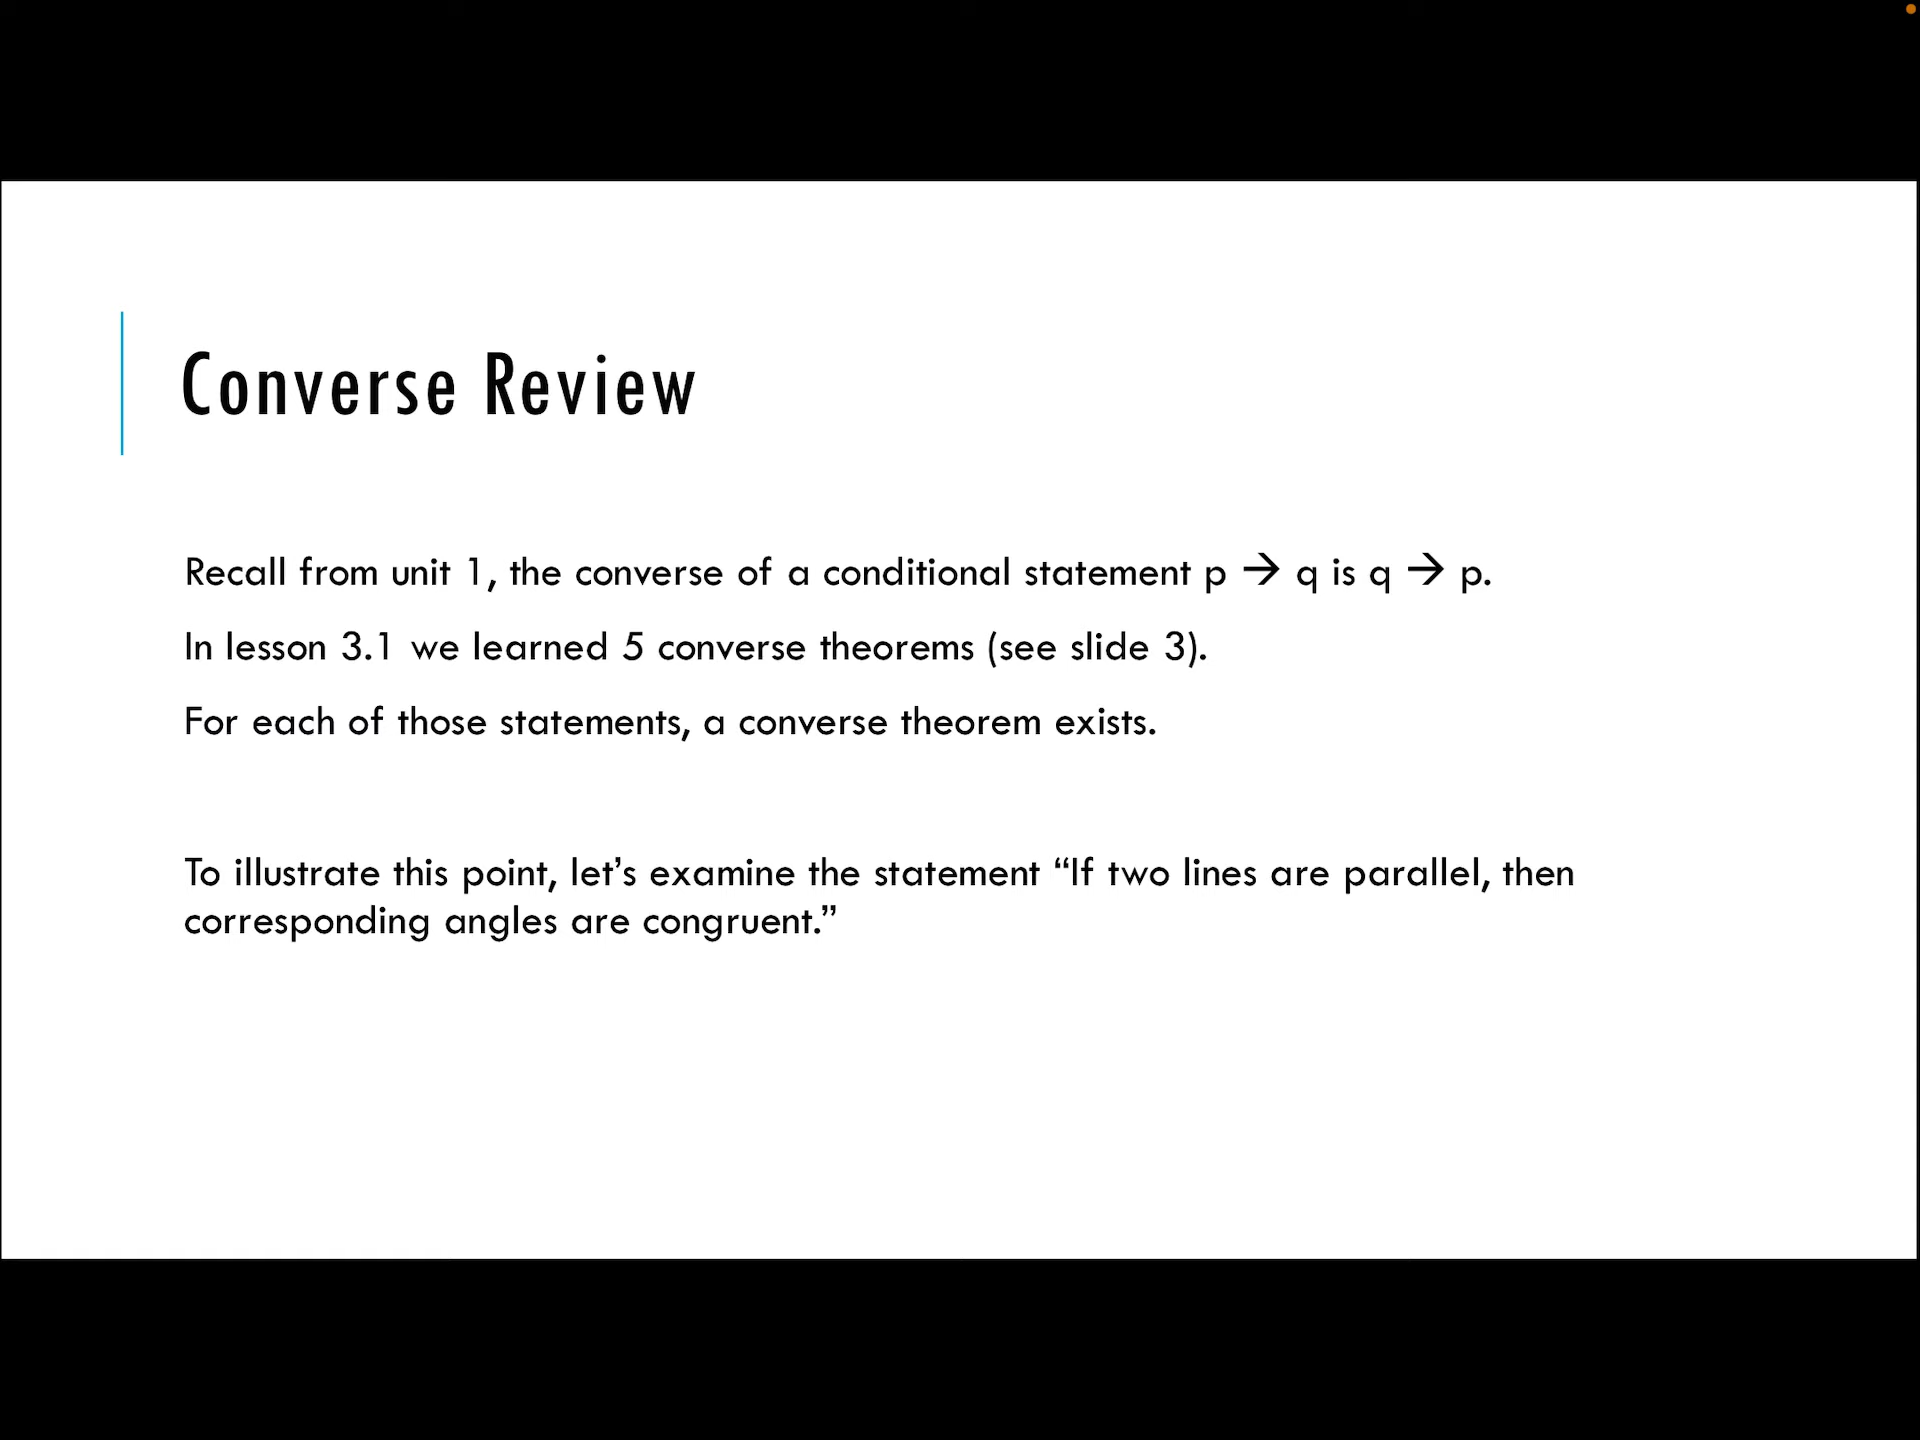 Converse Review
Recall from unit 1, the converse of a conditional statement p → q is q → p.
In lesson 3.1 we learned 5 converse theorems (see slide 3).
For each of those statements, a converse theorem exists.
To illustrate this point, let’s examine the statement “If two lines are parallel, then
corresponding angles are congruent.”